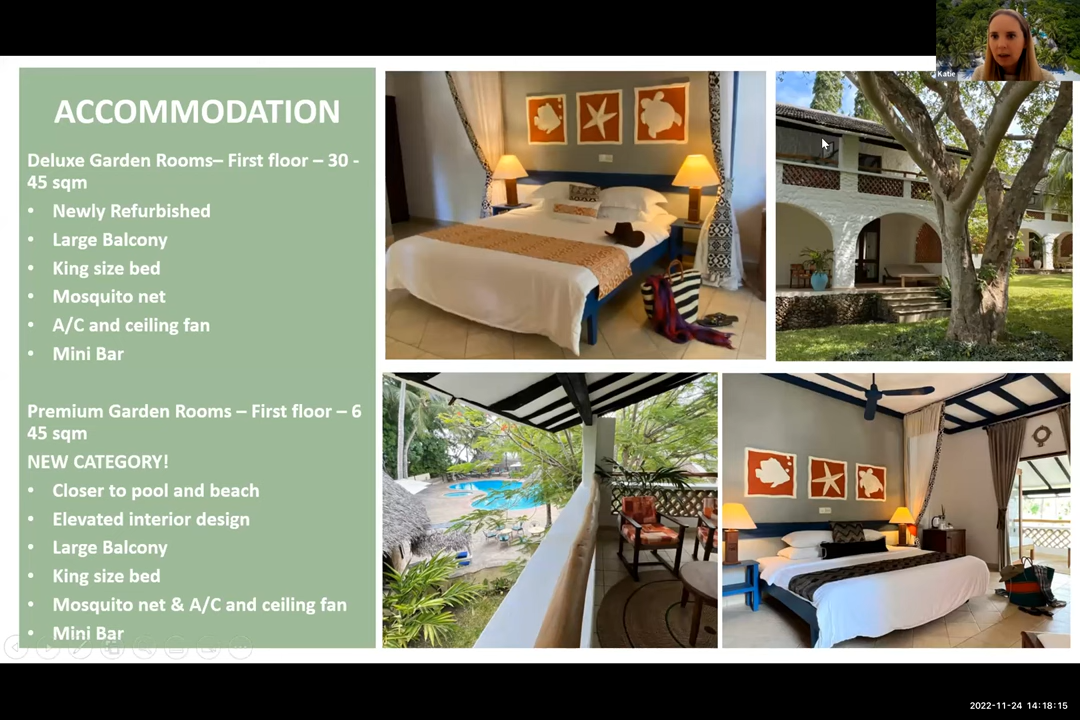 Katie
ACCOMMODATION
Deluxe Garden Rooms– First floor – 30 -
45 sqm
• Newly Refurbished
• Large Balcony
• King size bed
• Mosquito net
• A/C and ceiling fan
• Mini Bar
Premium Garden Rooms – First floor – 6
45 sqm
NEW CATEGORY!
• Closer to pool and beach
• Elevated interior design
• Large Balcony
• King size bed
• Mosquito net & A/C and ceiling fan
• Mini Bar
2022-11-24 14:18:15